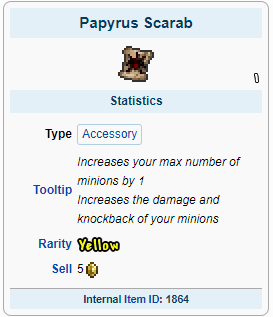 Papyrus Scarab
Statistics
Type Accessory
Increases your max number of
minions by 1
Tooltip Increases the damage and
knockback of your minions
Rarity Yellow
Sell 5
Internal Item ID: 1864